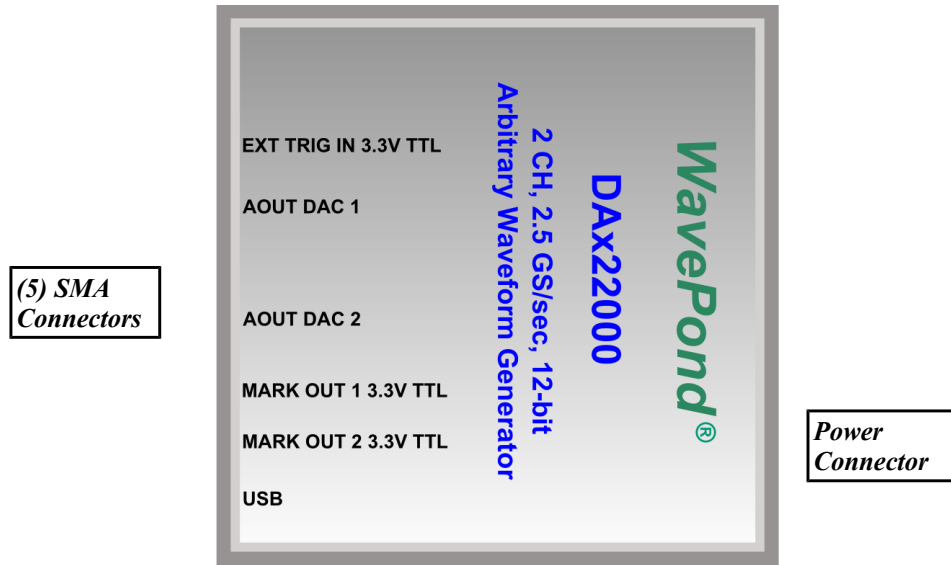 EXT TRIG IN 3.3V TTL
AOUT DAC 1
AOUT DAC 2
MARK OUT 1 3.3V TTL
MARK OUT 2 3.3V TTL
USB
WavePond®
DAx22000
2 CH, 2.5 GS/sec, 12-bit
Arbitrary Waveform Generator
(5) SMA
Connectors
Power
Connector